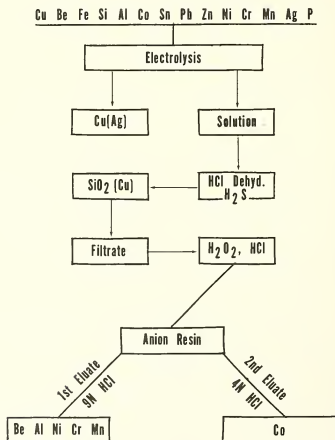 Cu Be Fe Si Al Co Sn Pb Zn Ni Cr Mn Ag P
Electrolysis
Cu(Ag)
Solution
SiO2 (Cu)
HCl Dehyd.
H2S
Filtrate
H2O2, HCl
Anion Resin
1st Eluate
9N HCl
2nd Eluate
4N HCl
Be Al Ni Cr Mn
Co